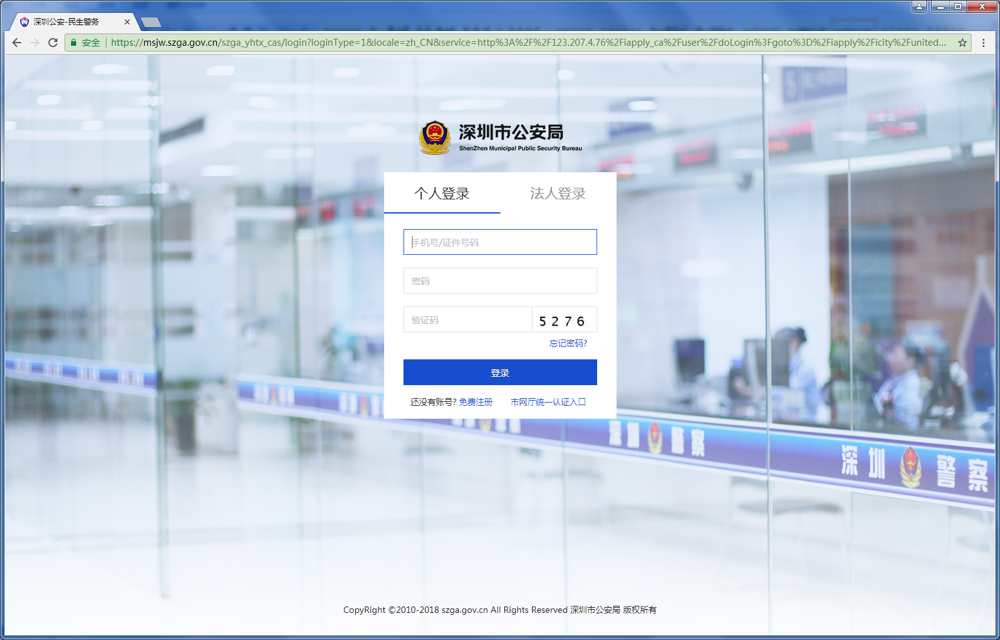 深圳公安-民生警务
安全
https://msjw.szga.gov.cn/szga_yhtx_cas/login?loginType=1&locale=zh_CN&service=http%3A%2F%2F123.207.4.76%2Fiapply_ca%2Fuser%2FdoLogin%3Fgoto%3D%2Fiapply%2Ficity%2Funited...
深圳市公安局
ShenZhen Municipal Public Security Bureau
个人登录 法人登录
手机号/证件号码
密码
验证码 5276
忘记密码?
登录
还没有账号? 免费注册 市网厅统一认证入口
深圳 警察
深圳 警察
CopyRight ©2010-2018 szga.gov.cn All Rights Reserved 深圳市公安局 版权所有